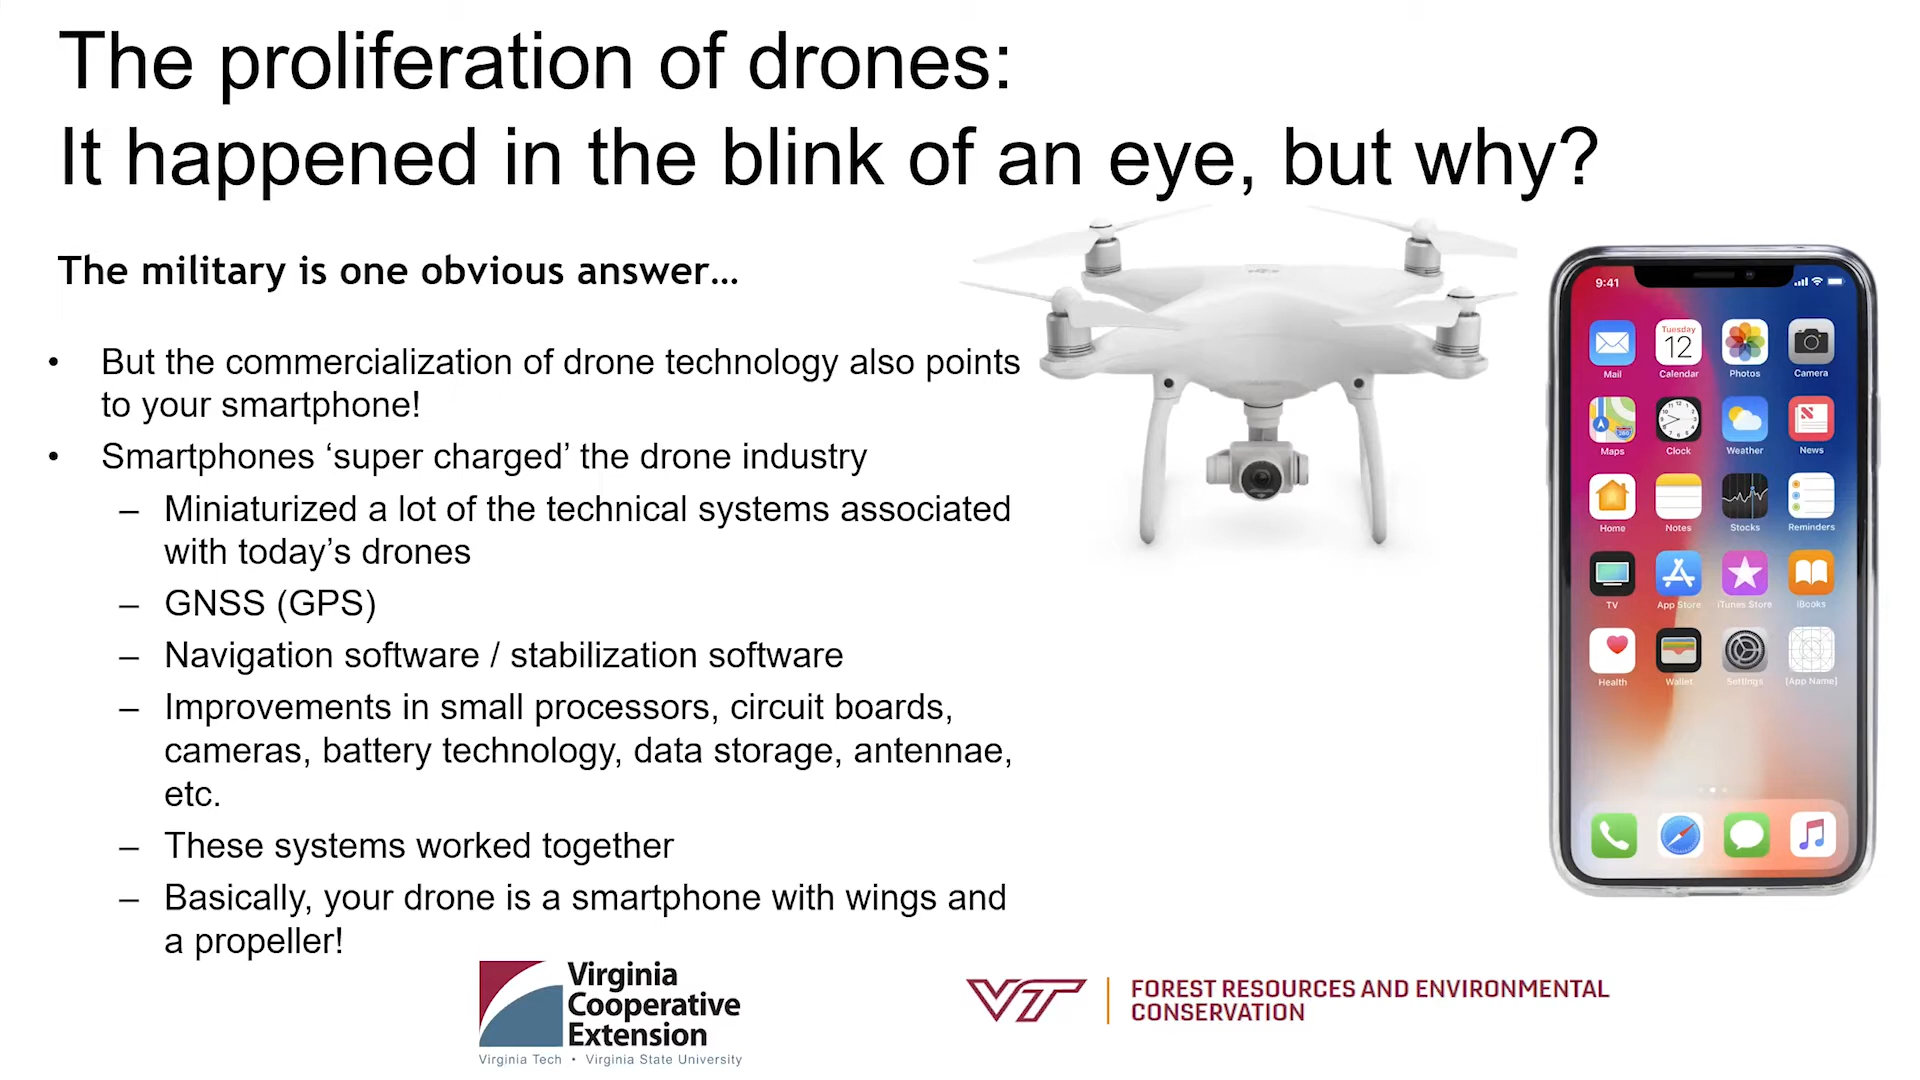 The proliferation of drones:
It happened in the blink of an eye, but why?
The military is one obvious answer…
• But the commercialization of drone technology also points
to your smartphone!
• Smartphones ‘super charged’ the drone industry
– Miniaturized a lot of the technical systems associated
with today’s drones
– GNSS (GPS)
– Navigation software / stabilization software
– Improvements in small processors, circuit boards,
cameras, battery technology, data storage, antennae,
etc.
– These systems worked together
– Basically, your drone is a smartphone with wings and
a propeller!
9:41
Tuesday
12
Mail Calendar Photos Camera
Maps Clock Weather News
Home Notes Stocks Reminders
TV App Store iTunes Store iBooks
Health Wallet Settings [App Name]
Virginia
Cooperative
Extension
Virginia Tech • Virginia State University
VT
FOREST RESOURCES AND ENVIRONMENTAL
CONSERVATION